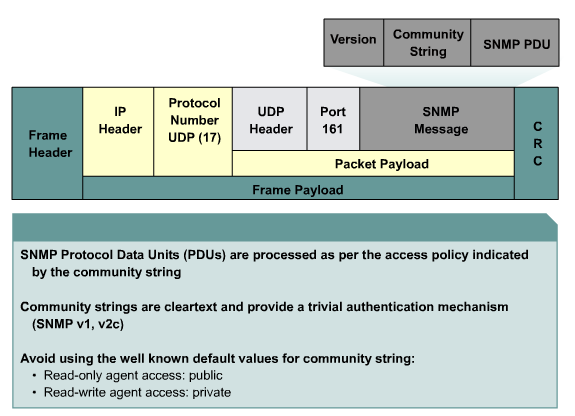 Version
Community
String
SNMP PDU
Frame
Header
IP
Header
Protocol
Number
UDP (17)
UDP
Header
Port
161
SNMP
Message
C
R
C
Packet Payload
Frame Payload
SNMP Protocol Data Units (PDUs) are processed as per the access policy indicated
by the community string
Community strings are cleartext and provide a trivial authentication mechanism
(SNMP v1, v2c)
Avoid using the well known default values for community string:
• Read-only agent access: public
• Read-write agent access: private